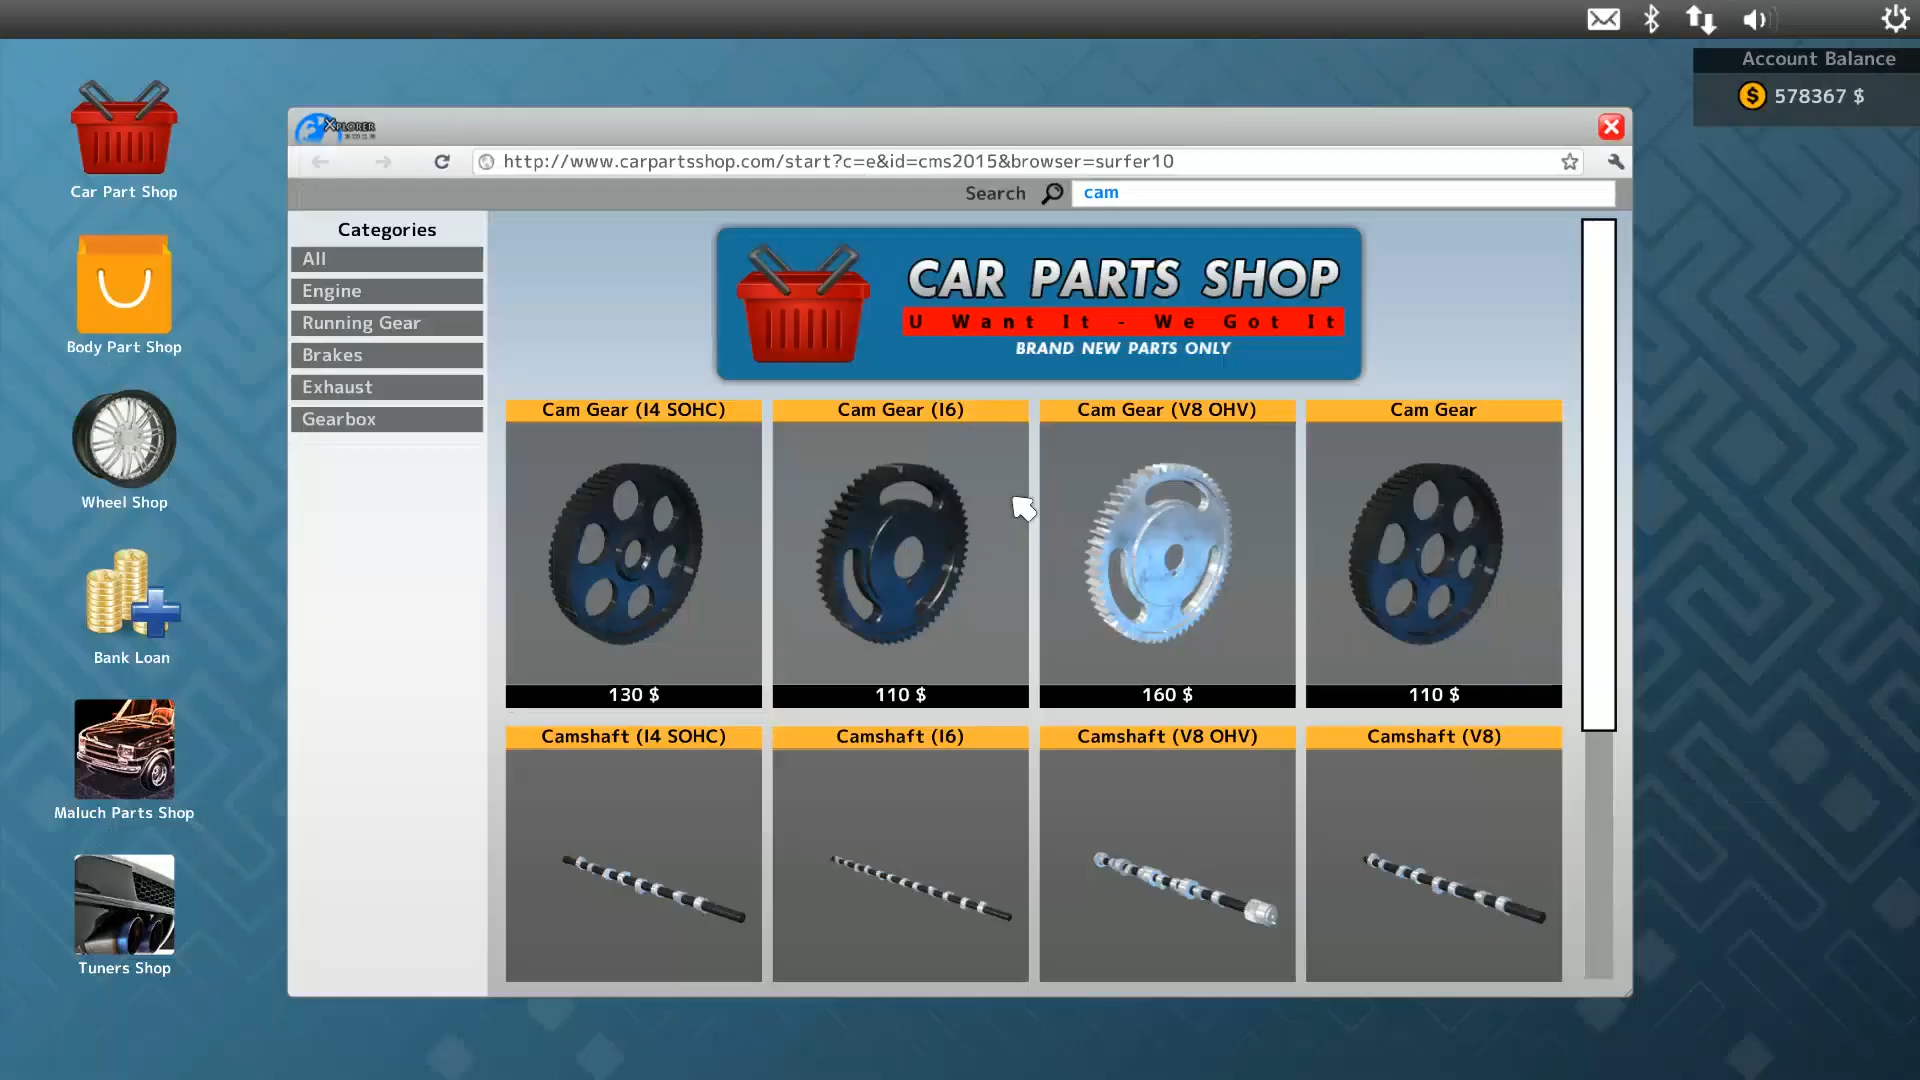 Account Balance
578367 $
Car Part Shop
Body Part Shop
Wheel Shop
Bank Loan
Maluch Parts Shop
Tuners Shop
XPLORER
http://www.carpartsshop.com/start?c=e&id=cms2015&browser=surfer10
Search
cam
Categories
All
Engine
Running Gear
Brakes
Exhaust
Gearbox
CAR PARTS SHOP
U Want It - We Got It
BRAND NEW PARTS ONLY
Cam Gear (I4 SOHC)
130 $
Cam Gear (I6)
110 $
Cam Gear (V8 OHV)
160 $
Cam Gear
110 $
Camshaft (I4 SOHC)
Camshaft (I6)
Camshaft (V8 OHV)
Camshaft (V8)